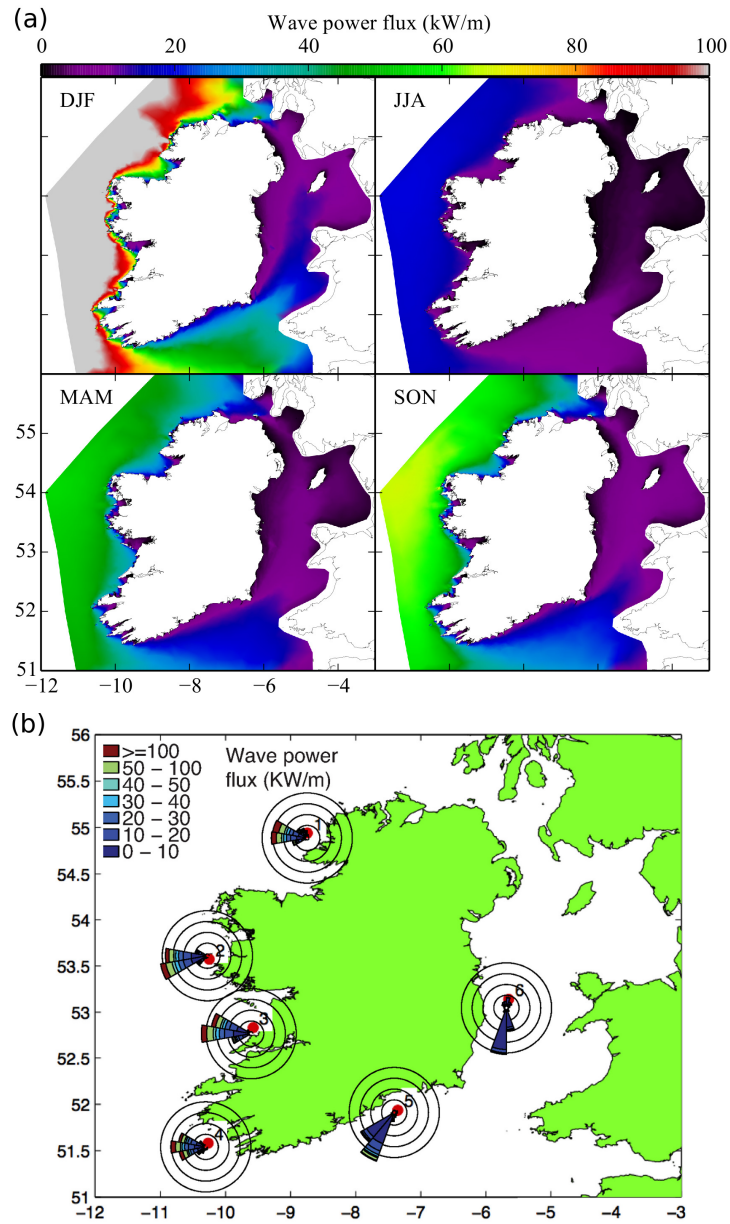 (a)
Wave power flux (kW/m)
0 20 40 60 80 100
DJF JJA
MAM SON
55
54
53
52
51
−12 −10 −8 −6 −4
(b)
56
55.5
55
54.5
54
53.5
53
52.5
52
51.5
51
>=100
50 − 100
40 − 50
30 − 40
20 − 30
10 − 20
0 − 10
Wave power
flux (KW/m)
1
2
3
4
5
6
−12 −11 −10 −9 −8 −7 −6 −5 −4 −3